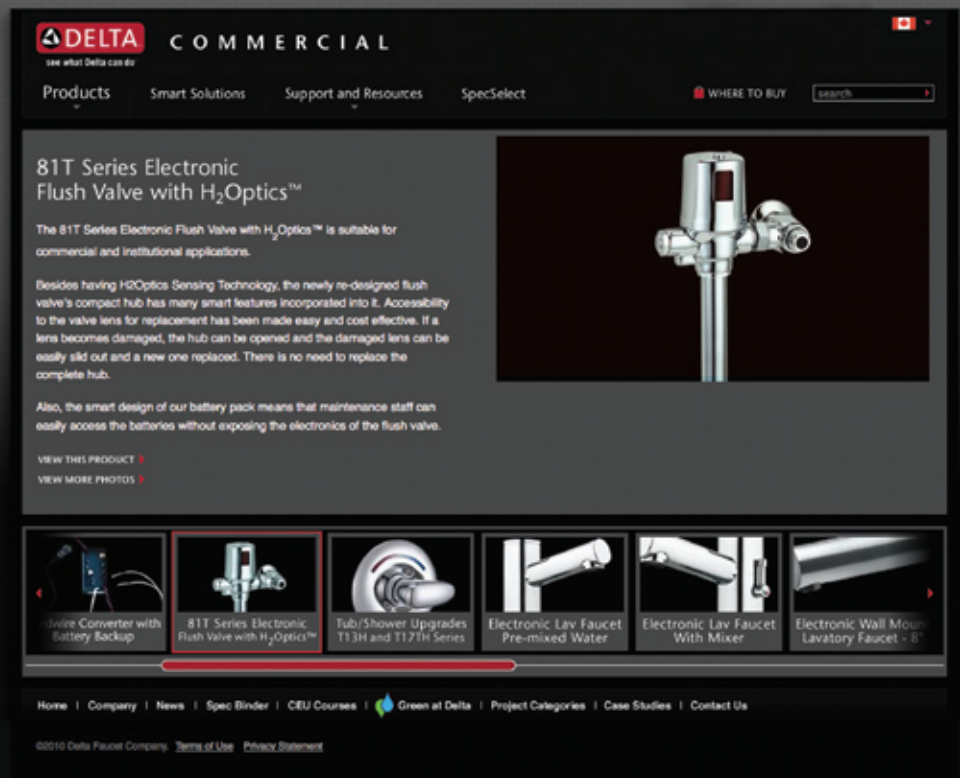 DELTA
COMMERCIAL
see what Delta can do
Products
Smart Solutions
Support and Resources
SpecSelect
WHERE TO BUY
search
81T Series Electronic
Flush Valve with H₂Optics™
The 81T Series Electronic Flush Valve with H₂Optics™ is suitable for
commercial and institutional applications.
Besides having H2Optics Sensing Technology, the newly re-designed flush
valve's compact hub has many smart features incorporated into it. Accessibility
to the valve lens for replacement has been made easy and cost effective. If a
lens becomes damaged, the hub can be opened and the damaged lens can be
easily slid out and a new one replaced. There is no need to replace the
complete hub.
Also, the smart design of our battery pack means that maintenance staff can
easily access the batteries without exposing the electronics of the flush valve.
VIEW THIS PRODUCT
VIEW MORE PHOTOS
dwire Converter with
Battery Backup
81T Series Electronic
Flush Valve with H₂Optics™
Tub/Shower Upgrades
T13H and T17TH Series
Electronic Lav Faucet
Pre-mixed Water
Electronic Lav Faucet
With Mixer
Electronic Wall Moun
Lavatory Faucet - 8"
Home | Company | News | Spec Binder | CEU Courses | Green at Delta | Project Categories | Case Studies | Contact Us
©2010 Delta Faucet Company. Terms of Use Privacy Statement